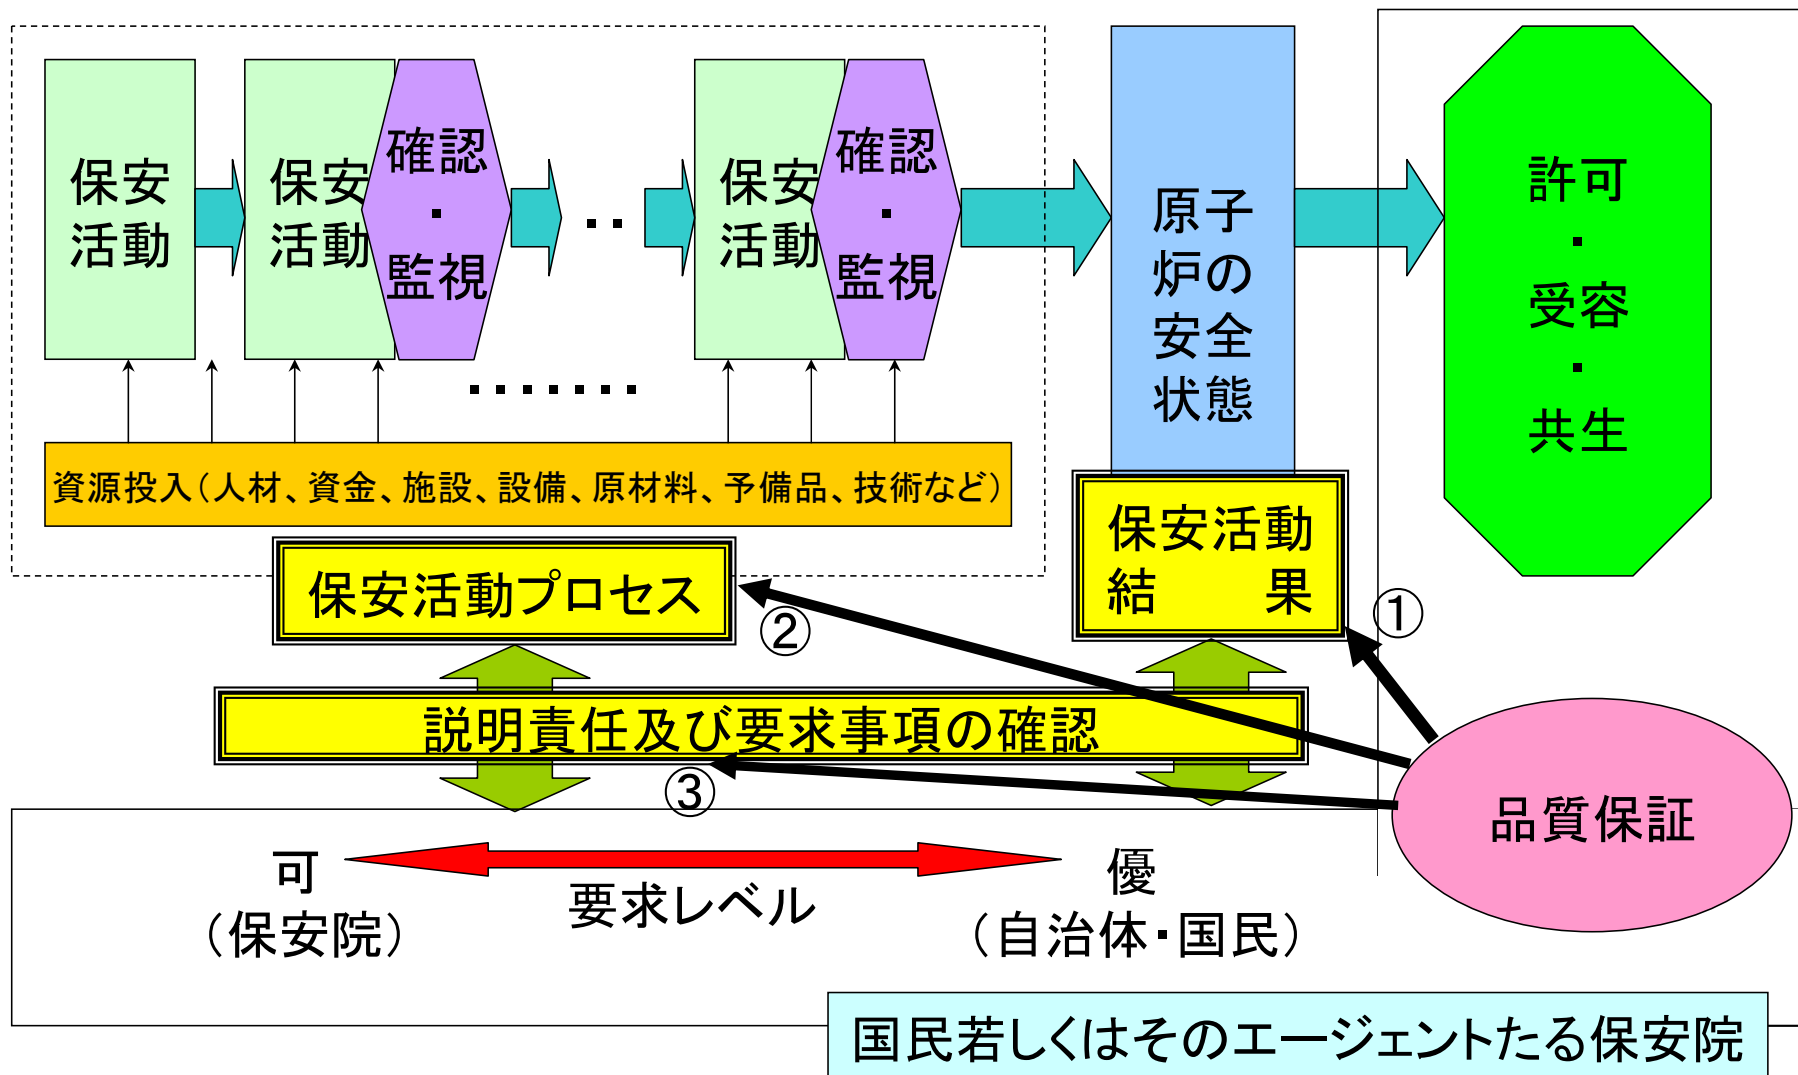 保安
活動
保安
活動
確認
・
監視
・・
保安
活動
確認
・
監視
原子
炉の
安全
状態
許可
・
受容
・
共生
・・・・・・・
資源投入（人材、資金、施設、設備、原材料、予備品、技術など）
保安活動プロセス
保安活動
結　　果
①
②
説明責任及び要求事項の確認
③
品質保証
可
（保安院）
要求レベル
優
（自治体・国民）
国民若しくはそのエージェントたる保安院